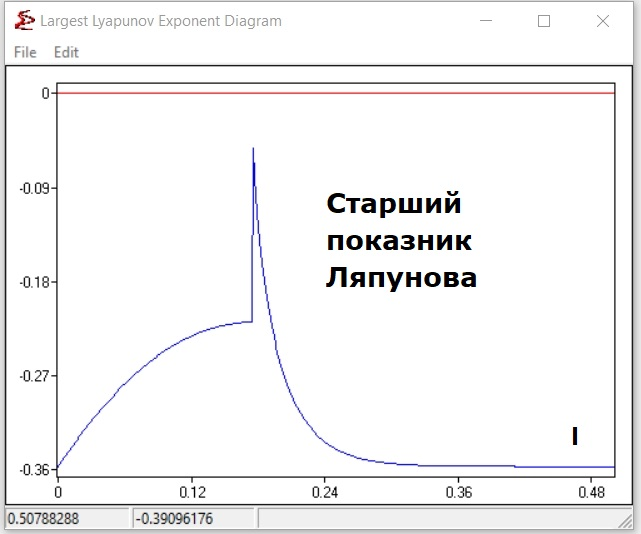 Largest Lyapunov Exponent Diagram
File Edit
0
-0.09
Старший
показник
Ляпунова
-0.18
-0.27
I
-0.36
0 0.12 0.24 0.36 0.48
0.50788288 -0.39096176